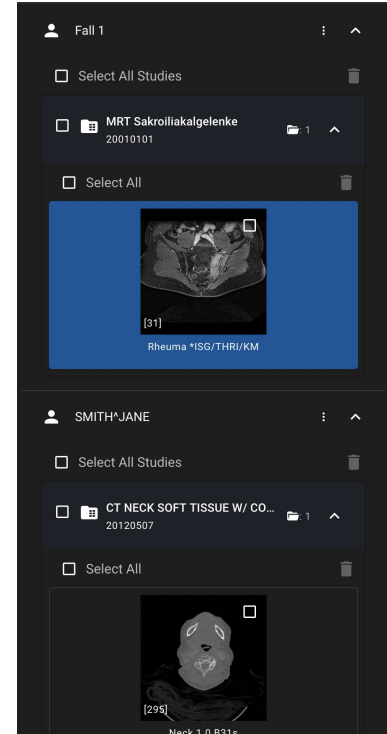 Fall 1
Select All Studies
MRT Sakroiliakalgelenke
20010101
: 1
Select All
[31]
Rheuma *ISG/THRI/KM
SMITH^JANE
Select All Studies
CT NECK SOFT TISSUE W/ CO...
20120507
: 1
Select All
[295]
Neck 1.0 B31s